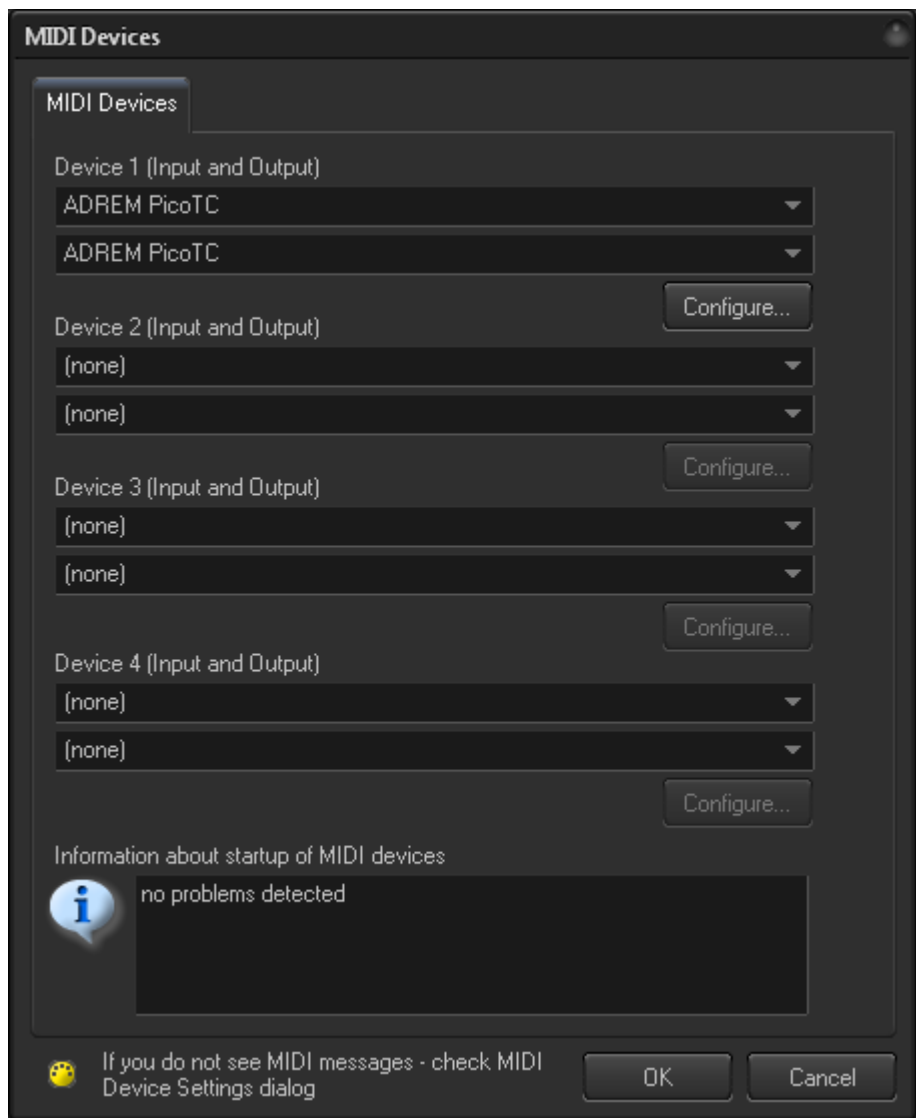 MIDI Devices
MIDI Devices
Device 1 (Input and Output)
ADREM PicoTC
ADREM PicoTC
Configure...
Device 2 (Input and Output)
(none)
(none)
Configure...
Device 3 (Input and Output)
(none)
(none)
Configure...
Device 4 (Input and Output)
(none)
(none)
Configure...
Information about startup of MIDI devices
no problems detected
If you do not see MIDI messages - check MIDI
Device Settings dialog
OK
Cancel